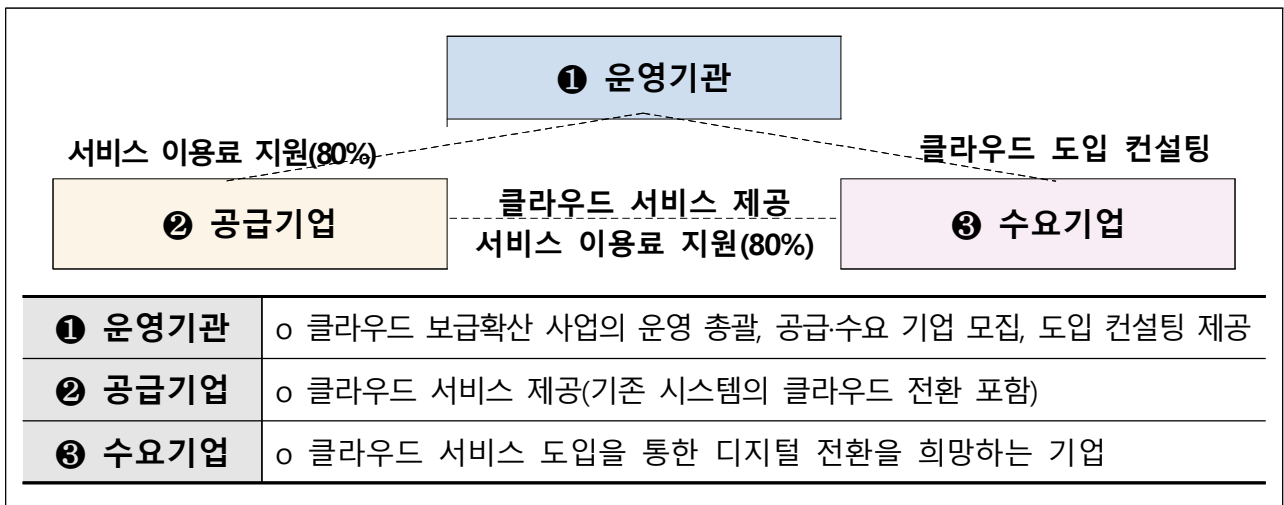 ❶ 운영기관
서비스 이용료 지원(80%)
클라우드 도입 컨설팅
❷ 공급기업
클라우드 서비스 제공
서비스 이용료 지원(80%)
❸ 수요기업
❶ 운영기관 o 클라우드 보급확산 사업의 운영 총괄, 공급·수요 기업 모집, 도입 컨설팅 제공
❷ 공급기업 o 클라우드 서비스 제공(기존 시스템의 클라우드 전환 포함)
❸ 수요기업 o 클라우드 서비스 도입을 통한 디지털 전환을 희망하는 기업